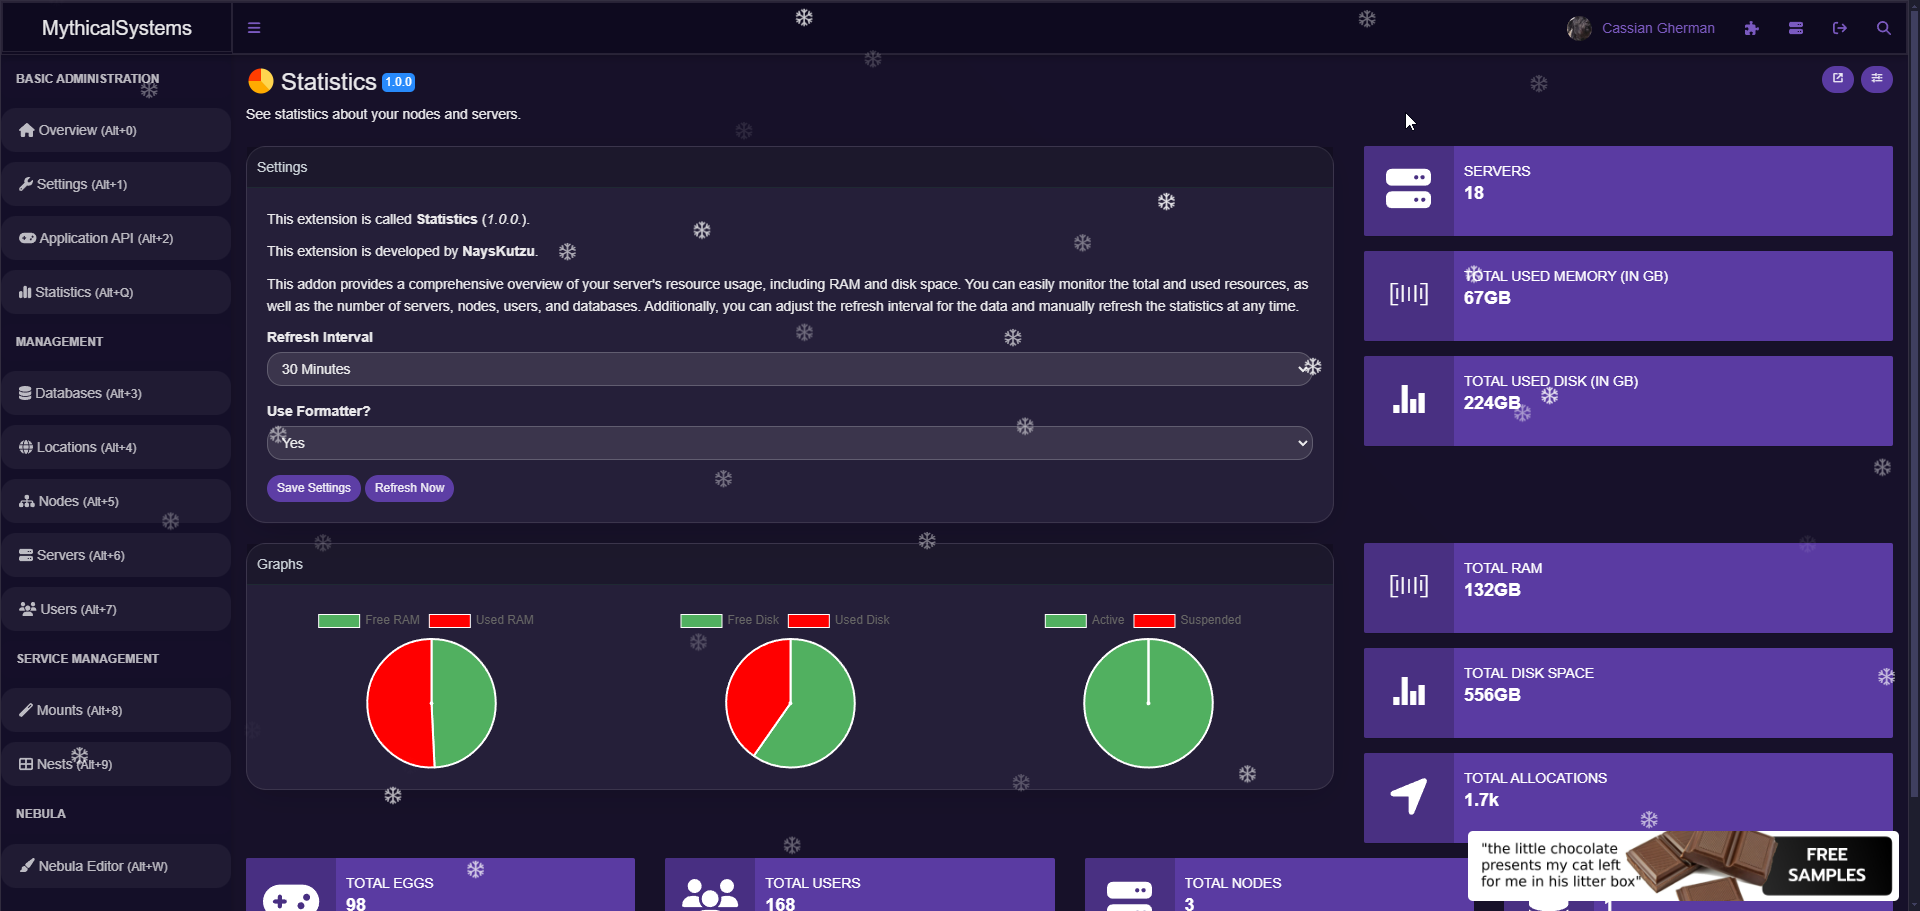 MythicalSystems
Cassian Gherman
BASIC ADMINISTRATION
Overview (Alt+0)
Settings (Alt+1)
Application API (Alt+2)
Statistics (Alt+Q)
MANAGEMENT
Databases (Alt+3)
Locations (Alt+4)
Nodes (Alt+5)
Servers (Alt+6)
Users (Alt+7)
SERVICE MANAGEMENT
Mounts (Alt+8)
Nests (Alt+9)
NEBULA
Nebula Editor (Alt+W)
Statistics 1.0.0
See statistics about your nodes and servers.
Settings
This extension is called Statistics (1.0.0.).
This extension is developed by NaysKutzu.
This addon provides a comprehensive overview of your server's resource usage, including RAM and disk space. You can easily monitor the total and used resources, as
well as the number of servers, nodes, users, and databases. Additionally, you can adjust the refresh interval for the data and manually refresh the statistics at any time.
Refresh Interval
30 Minutes
Use Formatter?
Yes
Save Settings Refresh Now
Graphs
Free RAM Used RAM
Free Disk Used Disk
Active Suspended
SERVERS
18
TOTAL USED MEMORY (IN GB)
67GB
TOTAL USED DISK (IN GB)
224GB
TOTAL RAM
132GB
TOTAL DISK SPACE
556GB
TOTAL ALLOCATIONS
1.7k
TOTAL EGGS
98
TOTAL USERS
168
TOTAL NODES
3
"the little chocolate
presents my cat left
for me in his litter box"
FREE
SAMPLES